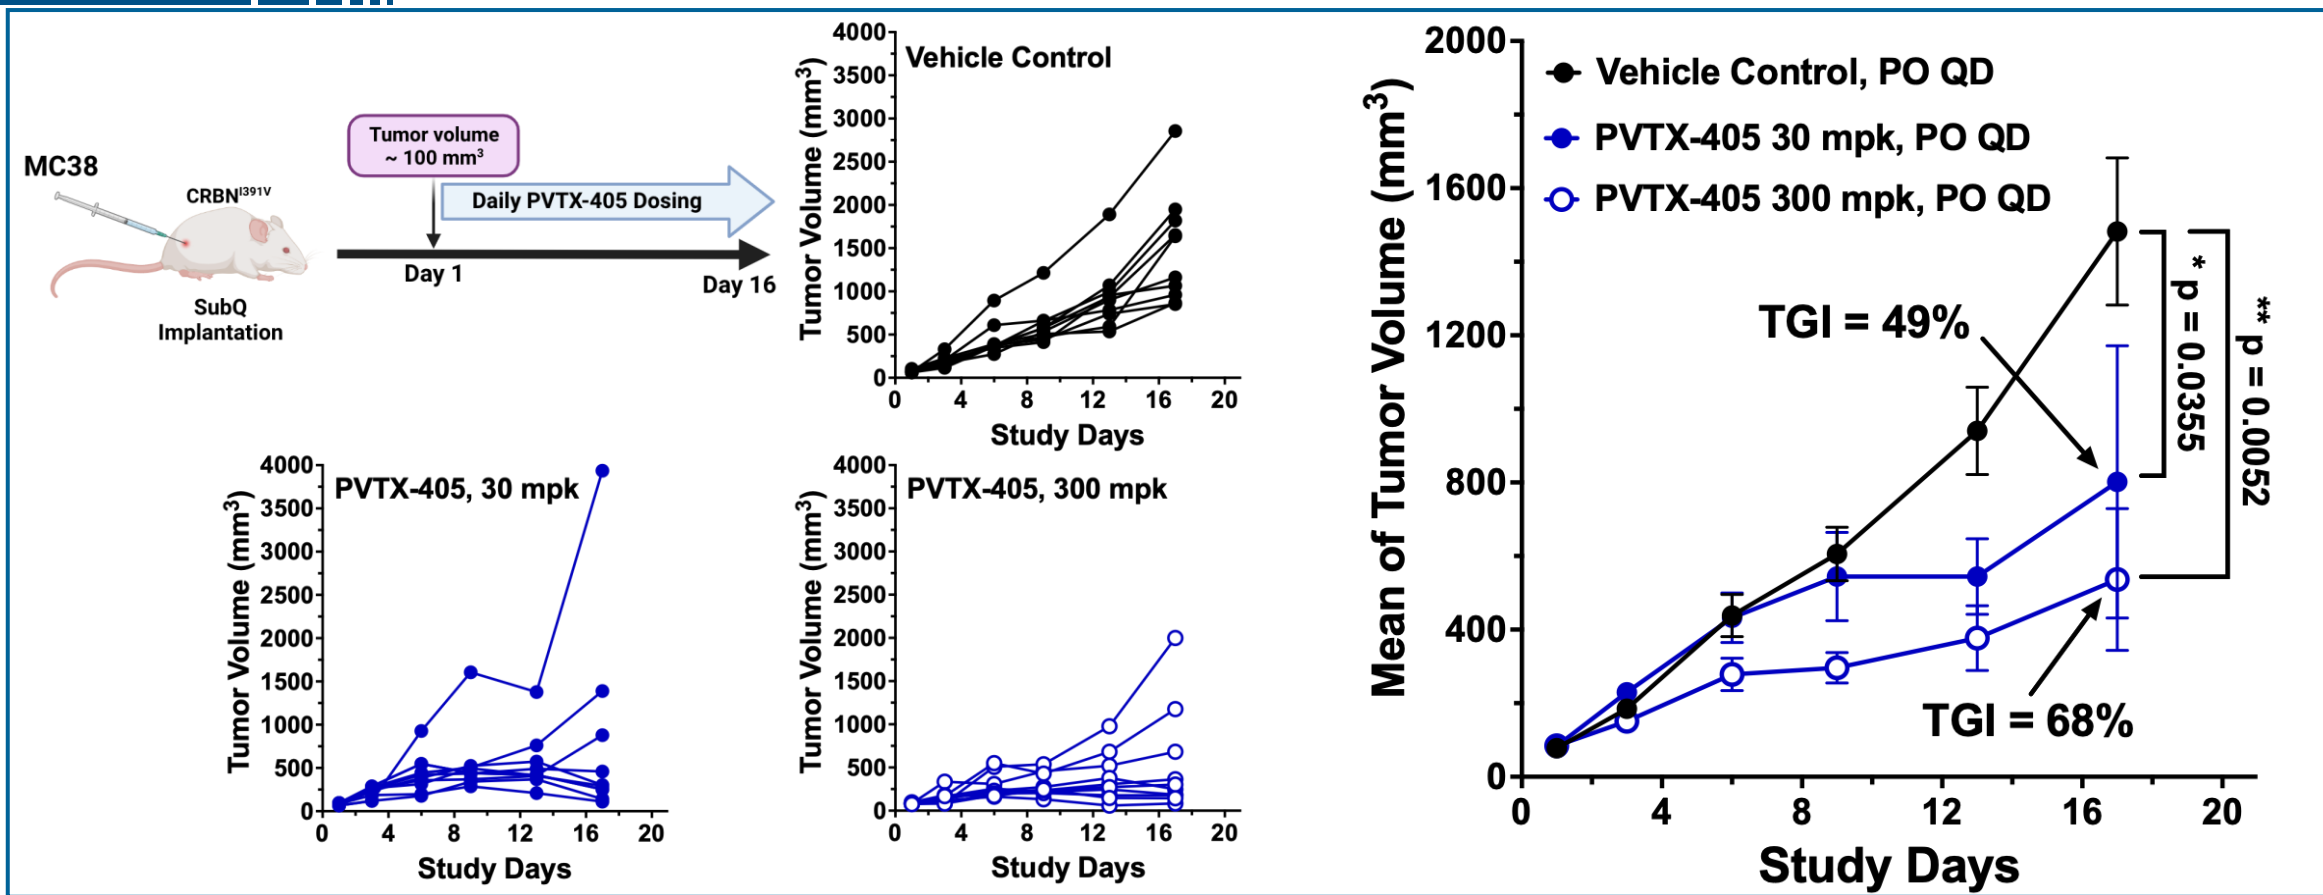 MC38
CRBN^I391V
SubQ
Implantation
Tumor volume
~ 100 mm³
Daily PVTX-405 Dosing
Day 1
Day 16
Vehicle Control
Tumor Volume (mm³)
4000
3500
3000
2500
2000
1500
1000
500
0
0 4 8 12 16 20
Study Days
PVTX-405, 30 mpk
Tumor Volume (mm³)
4000
3500
3000
2500
2000
1500
1000
500
0
0 4 8 12 16 20
Study Days
PVTX-405, 300 mpk
Tumor Volume (mm³)
4000
3500
3000
2500
2000
1500
1000
500
0
0 4 8 12 16 20
Study Days
Mean of Tumor Volume (mm³)
2000
1600
1200
800
400
0
0 4 8 12 16 20
Study Days
Vehicle Control, PO QD
PVTX-405 30 mpk, PO QD
PVTX-405 300 mpk, PO QD
TGI = 49%
TGI = 68%
* p = 0.0355
** p = 0.0052